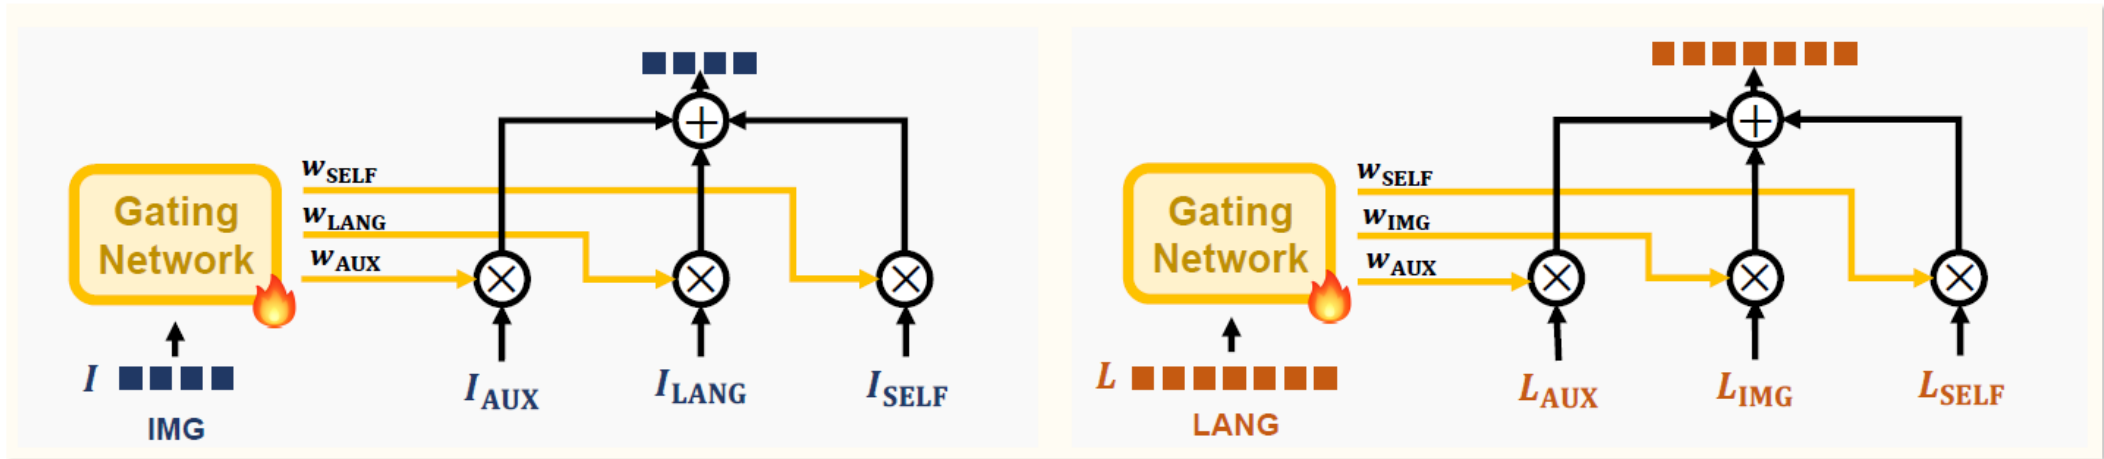 w_SELF
w_LANG
w_AUX
Gating
Network
I
IMG
I_AUX
I_LANG
I_SELF
w_SELF
w_IMG
w_AUX
Gating
Network
L
LANG
L_AUX
L_IMG
L_SELF